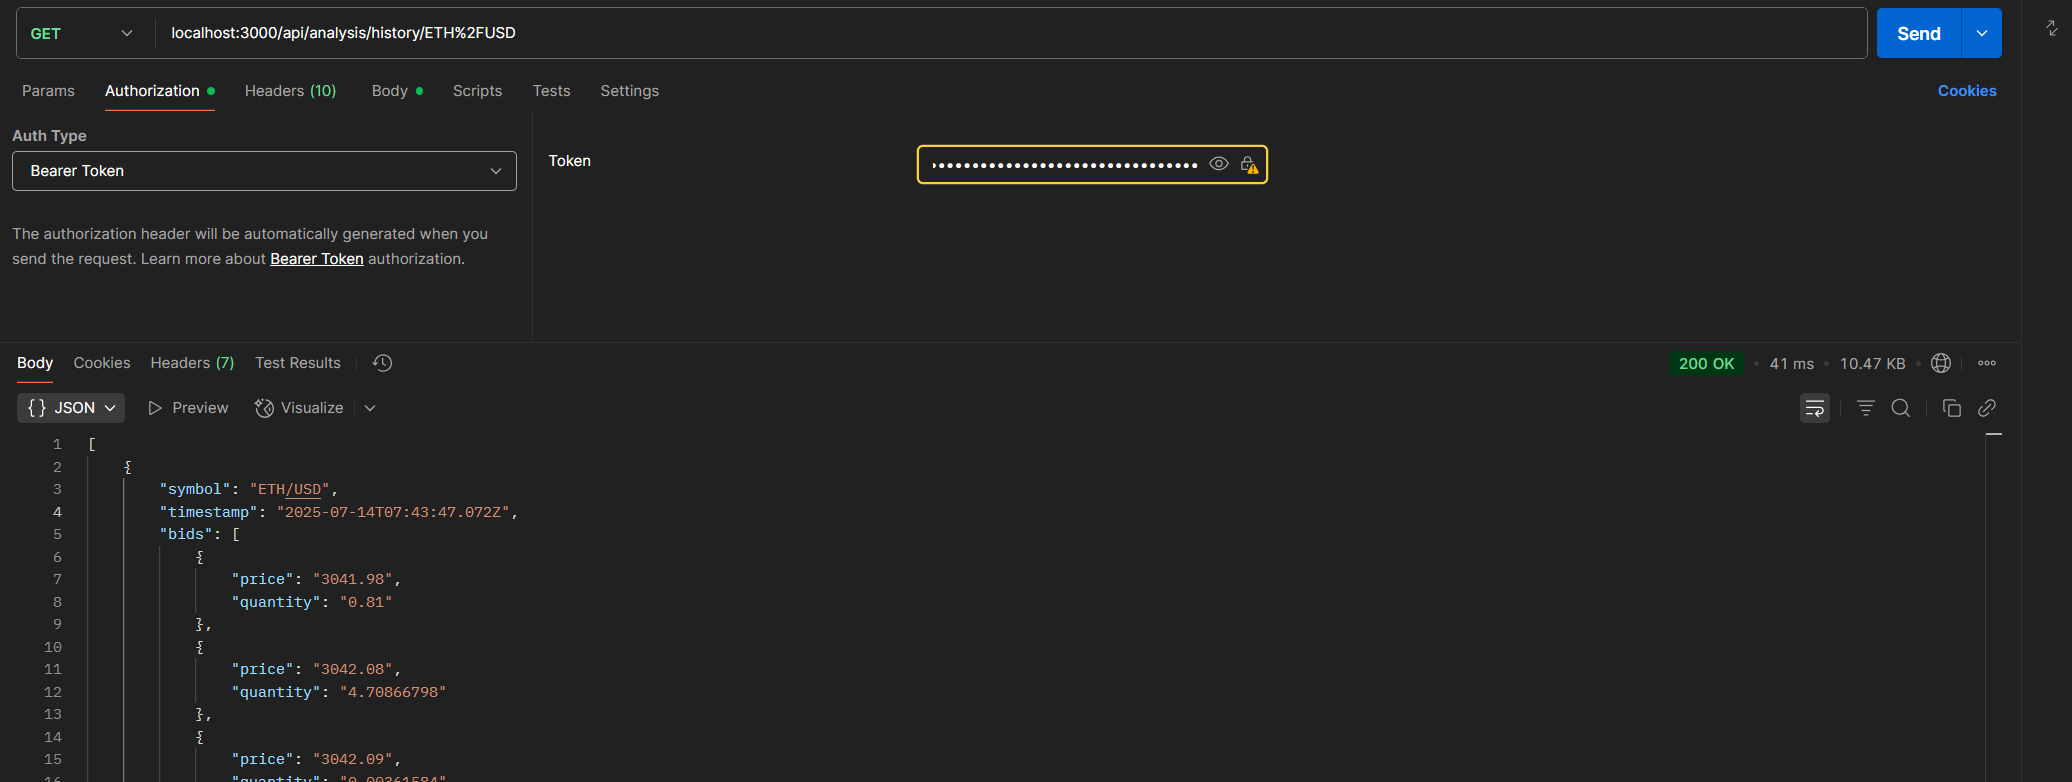 GET localhost:3000/api/analysis/history/ETH%2FUSD Send
Params Authorization Headers (10) Body Scripts Tests Settings Cookies
Auth Type
Bearer Token
Token
The authorization header will be automatically generated when you
send the request. Learn more about Bearer Token authorization.
Body Cookies Headers (7) Test Results 200 OK • 41 ms • 10.47 KB
{} JSON Preview Visualize
1 [
2 {
3 "symbol": "ETH/USD",
4 "timestamp": "2025-07-14T07:43:47.072Z",
5 "bids": [
6 {
7 "price": "3041.98",
8 "quantity": "0.81"
9 },
10 {
11 "price": "3042.08",
12 "quantity": "4.70866798"
13 },
14 {
15 "price": "3042.09",
16 "quantity": "0.00361584"